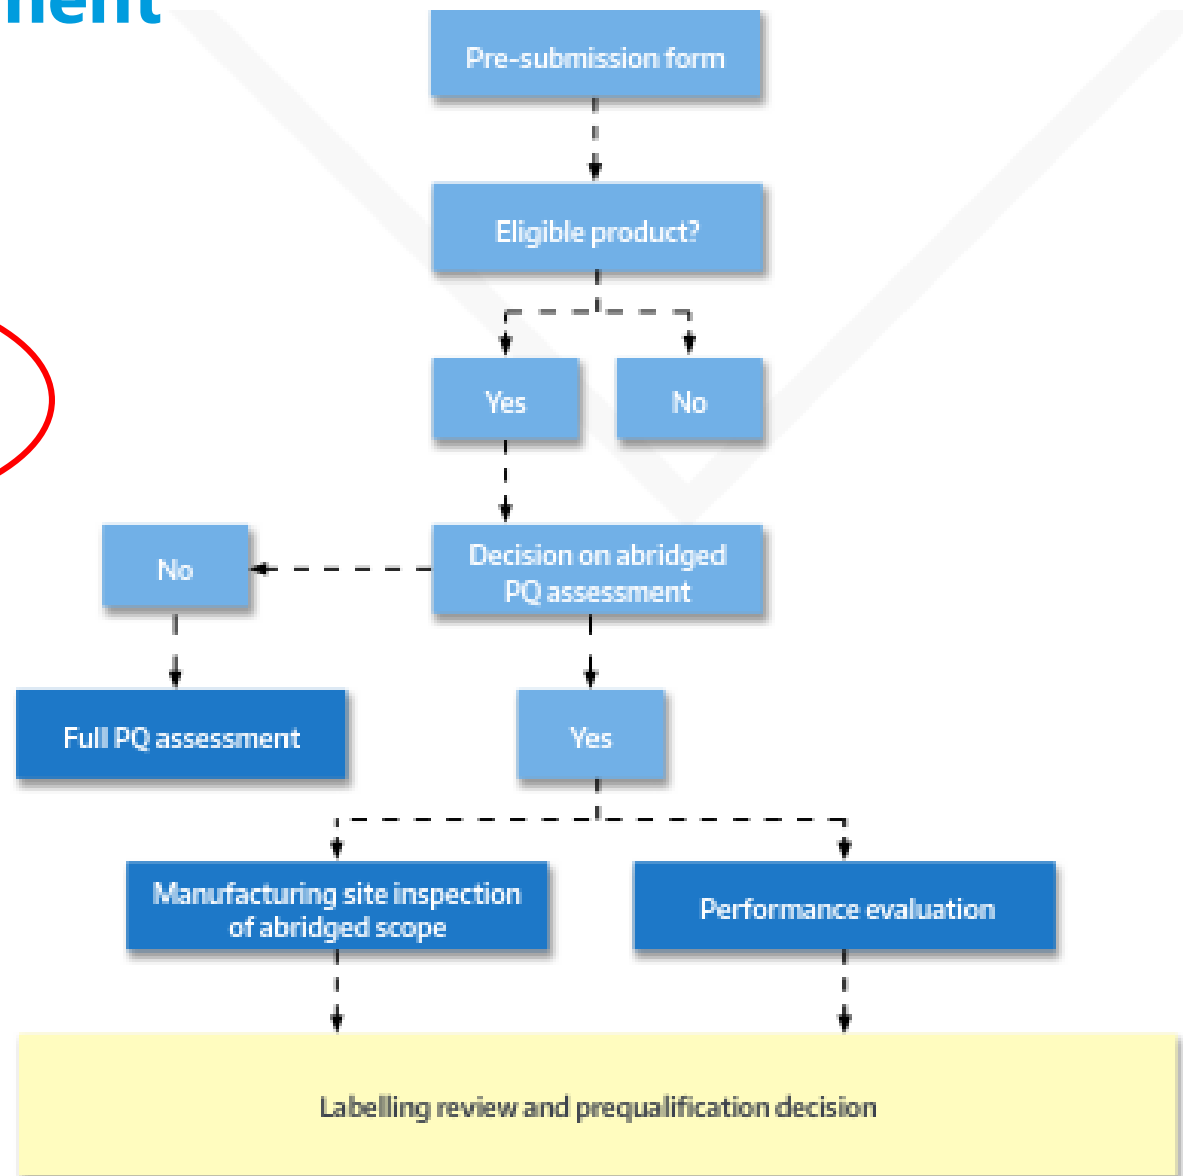 Pre-submission form
Eligible product?
Yes
No
No
Decision on abridged
PQ assessment
Full PQ assessment
Yes
Manufacturing site inspection
of abridged scope
Performance evaluation
Labelling review and prequalification decision